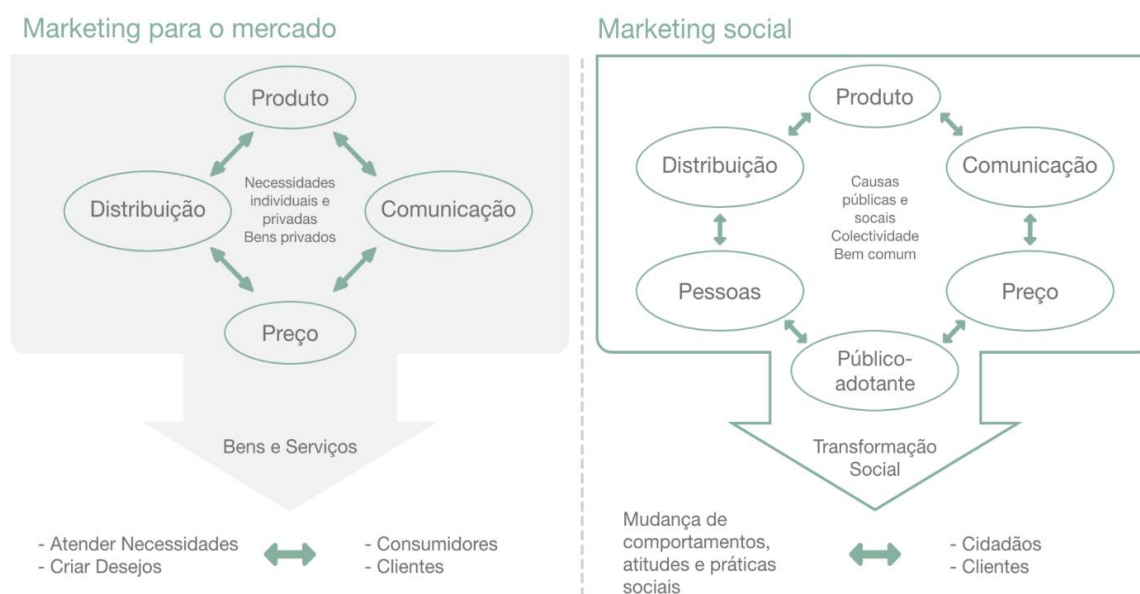 Marketing para o mercado
Produto
Distribuição
Necessidades
individuais e
privadas
Bens privados
Comunicação
Preço
Bens e Serviços
- Atender Necessidades
- Criar Desejos
- Consumidores
- Clientes
Marketing social
Produto
Distribuição
Comunicação
Causas
públicas e
socais
Colectividade
Bem comum
Pessoas
Preço
Público-
adotante
Transformação
Social
Mudança de
comportamentos,
atitudes e práticas
sociais
- Cidadãos
- Clientes